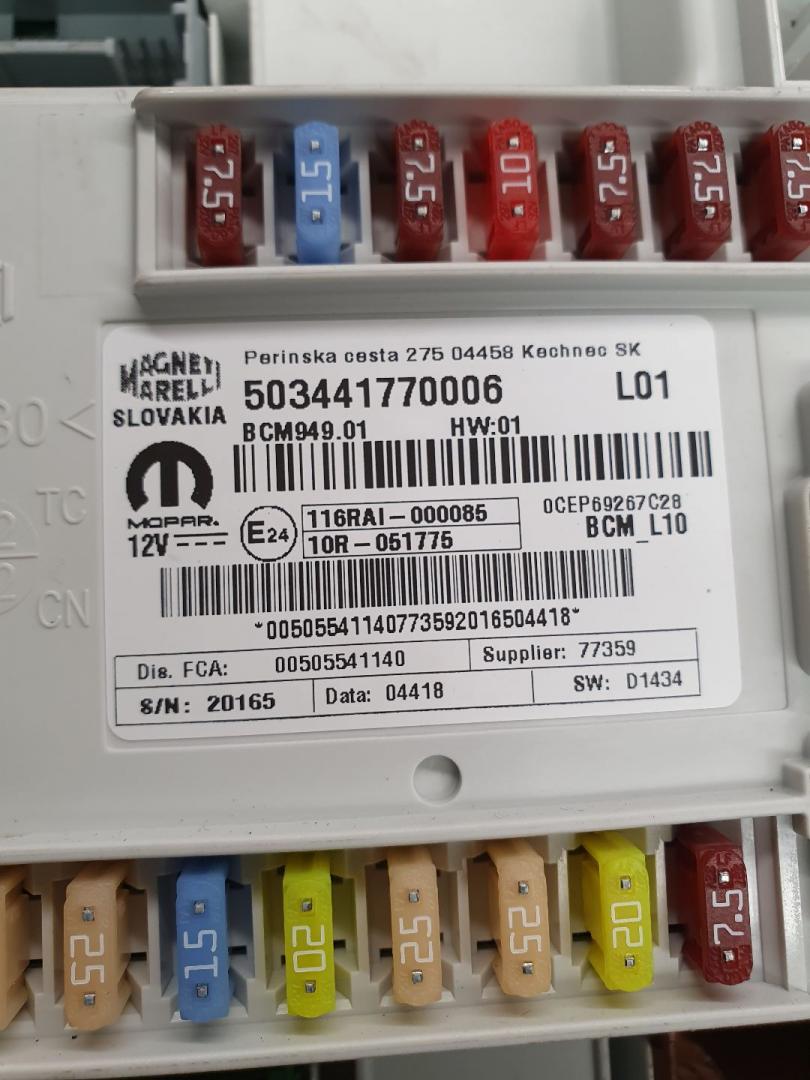 7.5
15
7.5
10
7.5
7.5
7.5
MAGNETI
MARELLI
SLOVAKIA
Perinska cesta 275 04458 Kechnec SK
503441770006 L01
BCM949.01 HW:01
MOPAR.
12V
E24
116RAI-000085
10R-051775
0CEP69267C28
BCM_L10
*00505541140773592016504418*
Dis. FCA: 00505541140 Supplier: 77359
S/N: 20165 Data: 04418 SW: D1434
TC
CN
25
15
20
25
25
20
7.5